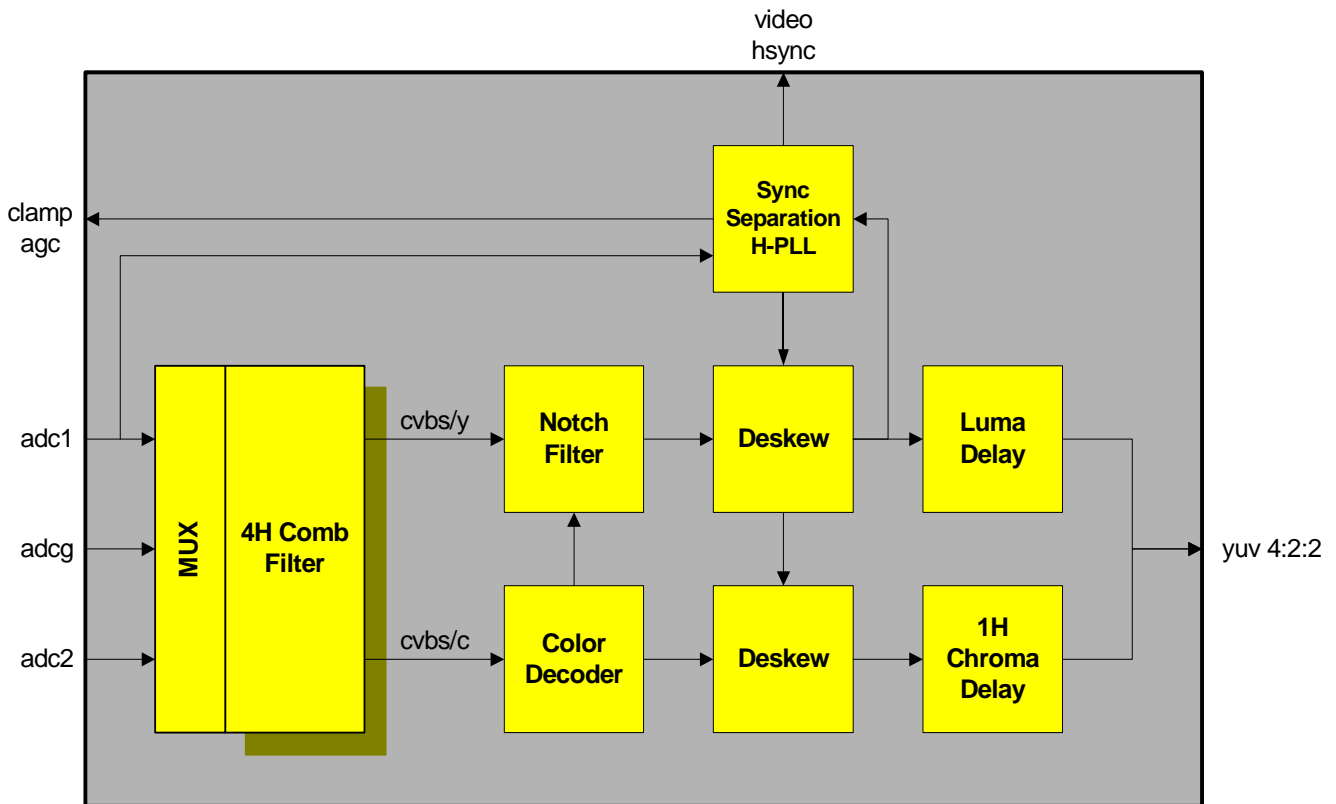 video
hsync
Sync
Separation
H-PLL
clamp
agc
adc1
adcg
adc2
MUX
4H Comb
Filter
cvbs/y
cvbs/c
Notch
Filter
Color
Decoder
Deskew
Deskew
Luma
Delay
1H
Chroma
Delay
yuv 4:2:2